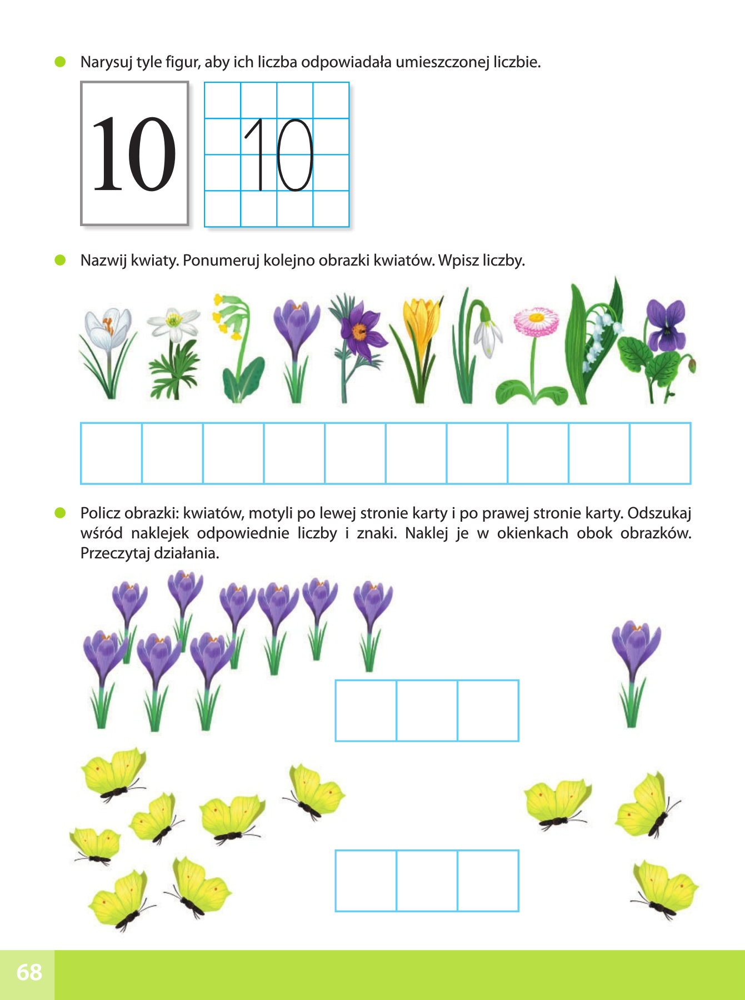 Narysuj tyle figur, aby ich liczba odpowiadała umieszczonej liczbie.
10 10
Nazwij kwiaty. Ponumeruj kolejno obrazki kwiatów. Wpisz liczby.
Policz obrazki: kwiatów, motyli po lewej stronie karty i po prawej stronie karty. Odszukaj
wśród naklejek odpowiednie liczby i znaki. Naklej je w okienkach obok obrazków.
Przeczytaj działania.
68